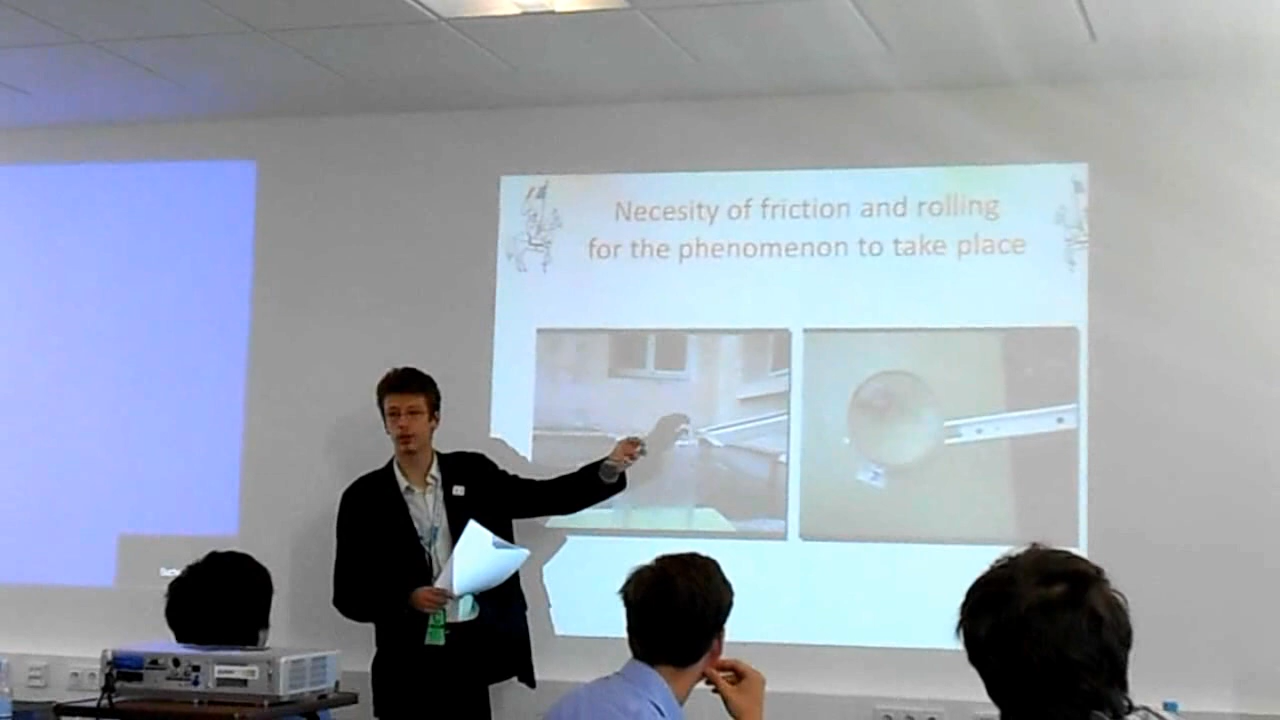 Necesity of friction and rolling
for the phenomenon to take place